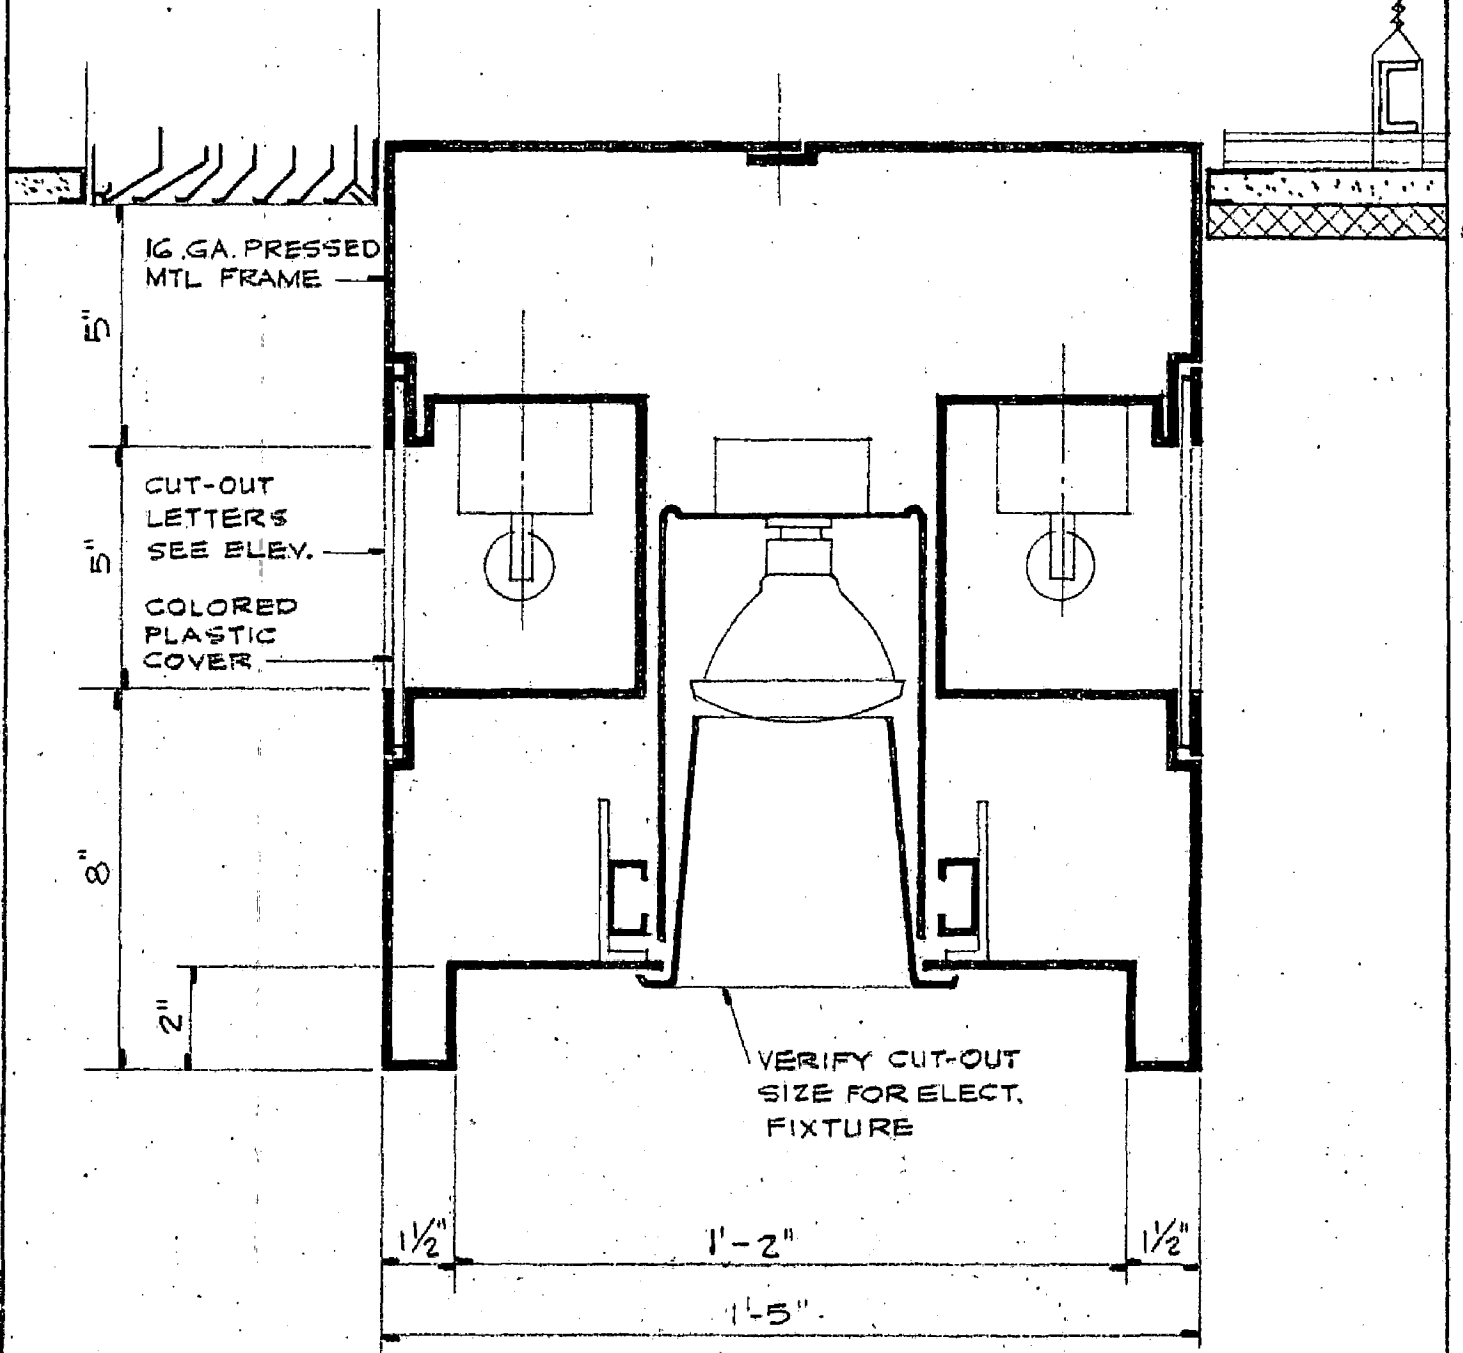 16.GA. PRESSED
MTL FRAME
5"
CUT-OUT
LETTERS
SEE ELEV.
5"
COLORED
PLASTIC
COVER
8"
2"
VERIFY CUT-OUT
SIZE FOR ELECT.
FIXTURE
1½"
1'-2"
1½"
1'-5"